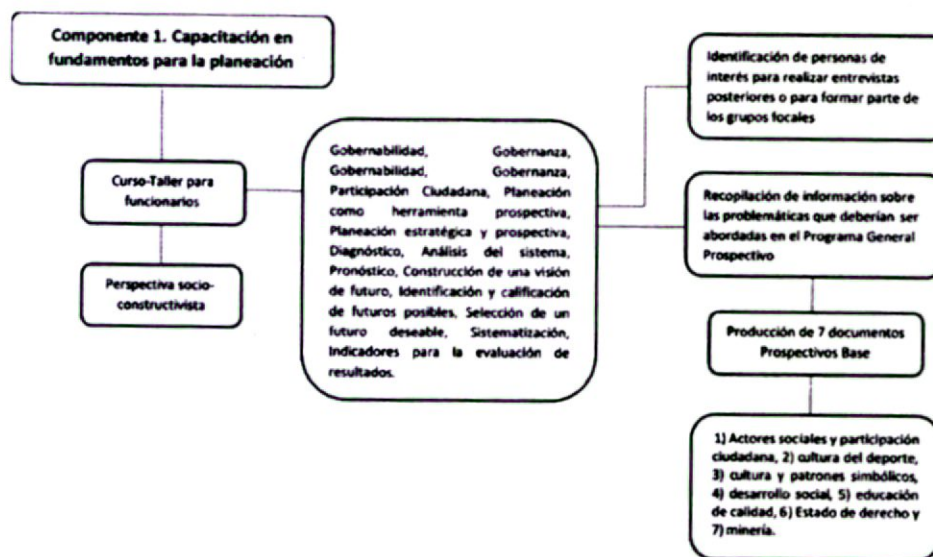 Componente 1. Capacitación en
fundamentos para la planeación
Curso-Taller para
funcionarios
Perspectiva socio-
constructivista
Gobernabilidad, Gobernanza,
Gobernabilidad, Gobernanza,
Participación Ciudadana, Planeación
como herramienta prospectiva,
Planeación estratégica y prospectiva,
Diagnóstico, Análisis del sistema,
Pronóstico, Construcción de una visión
de futuro, Identificación y calificación
de futuros posibles, Selección de un
futuro deseable, Sistematización,
Indicadores para la evaluación de
resultados.
Identificación de personas de
interés para realizar entrevistas
posteriores o para formar parte de
los grupos focales
Recopilación de información sobre
las problemáticas que deberían ser
abordadas en el Programa General
Prospectivo
Producción de 7 documentos
Prospectivos Base
1) Actores sociales y participación
ciudadana, 2) cultura del deporte,
3) cultura y patrones simbólicos,
4) desarrollo social, 5) educación
de calidad, 6) Estado de derecho y
7) minería.